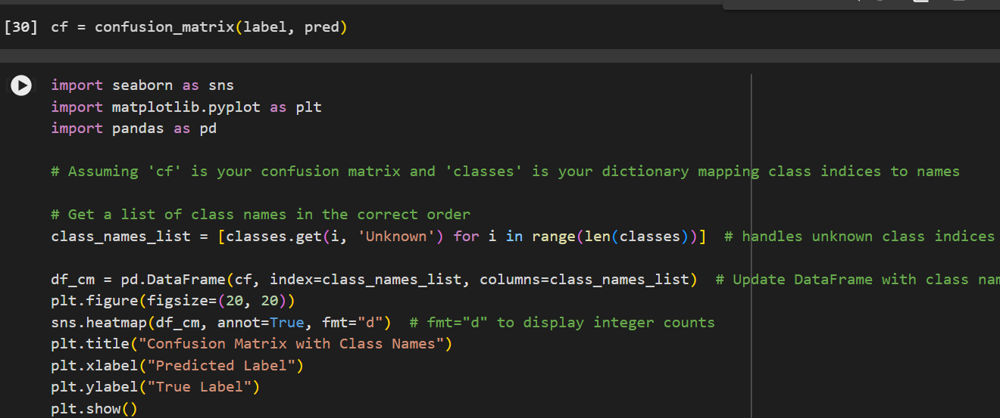 [30] cf = confusion_matrix(label, pred)
import seaborn as sns
import matplotlib.pyplot as plt
import pandas as pd
# Assuming 'cf' is your confusion matrix and 'classes' is your dictionary mapping class indices to names
# Get a list of class names in the correct order
class_names_list = [classes.get(i, 'Unknown') for i in range(len(classes))]  # handles unknown class indices
df_cm = pd.DataFrame(cf, index=class_names_list, columns=class_names_list)  # Update DataFrame with class
plt.figure(figsize=(20, 20))
sns.heatmap(df_cm, annot=True, fmt="d")  # fmt="d" to display integer counts
plt.title("Confusion Matrix with Class Names")
plt.xlabel("Predicted Label")
plt.ylabel("True Label")
plt.show()